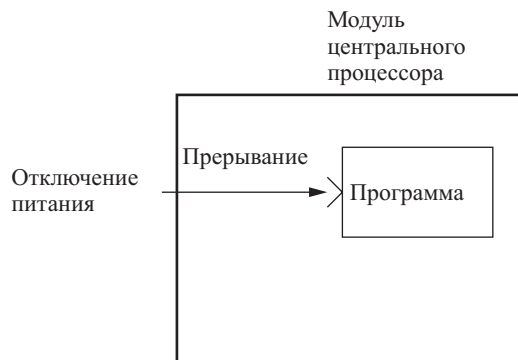 Модуль
центрального
процессора
Прерывание
Отключение
питания
Программа